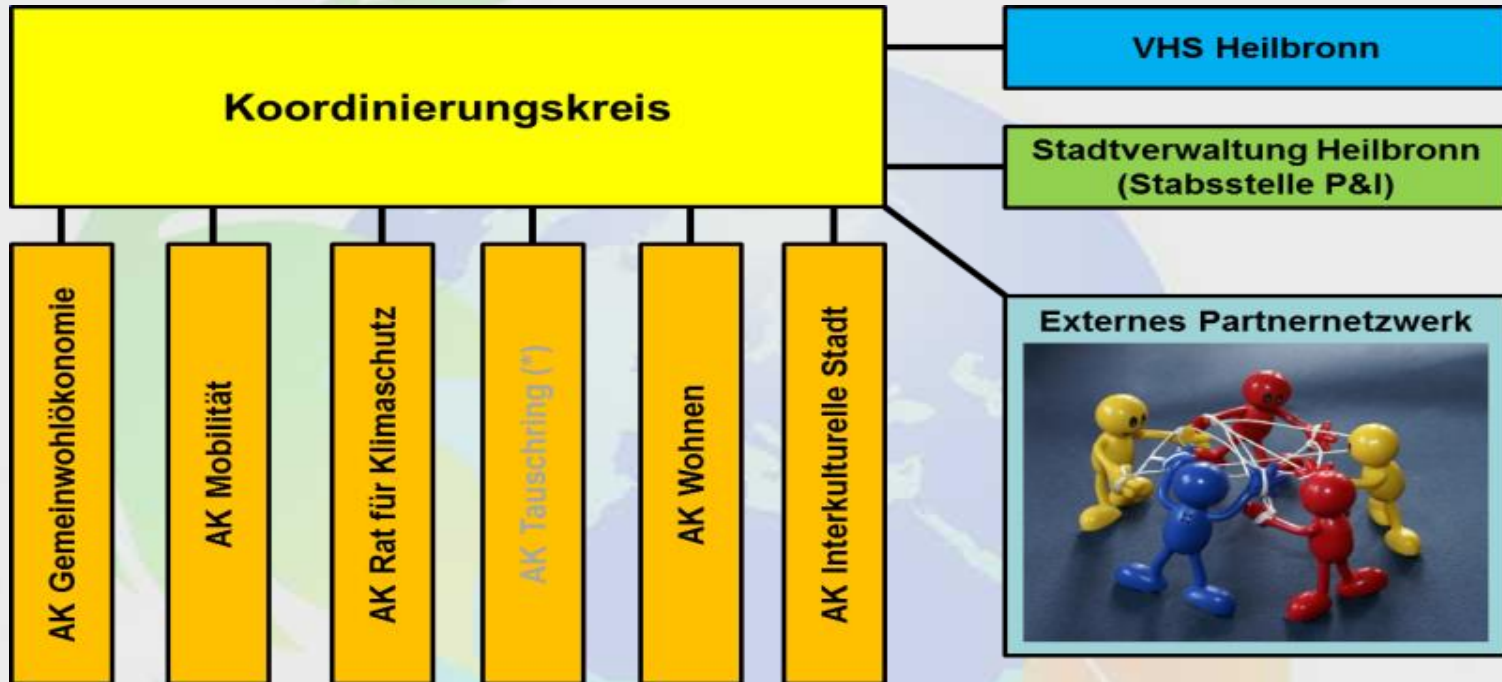 Koordinierungskreis
VHS Heilbronn
Stadtverwaltung Heilbronn
(Stabsstelle P&I)
Externes Partnernetzwerk
AK Gemeinwohlökonomie
AK Mobilität
AK Rat für Klimaschutz
AK Tauschring (*)
AK Wohnen
AK Interkulturelle Stadt